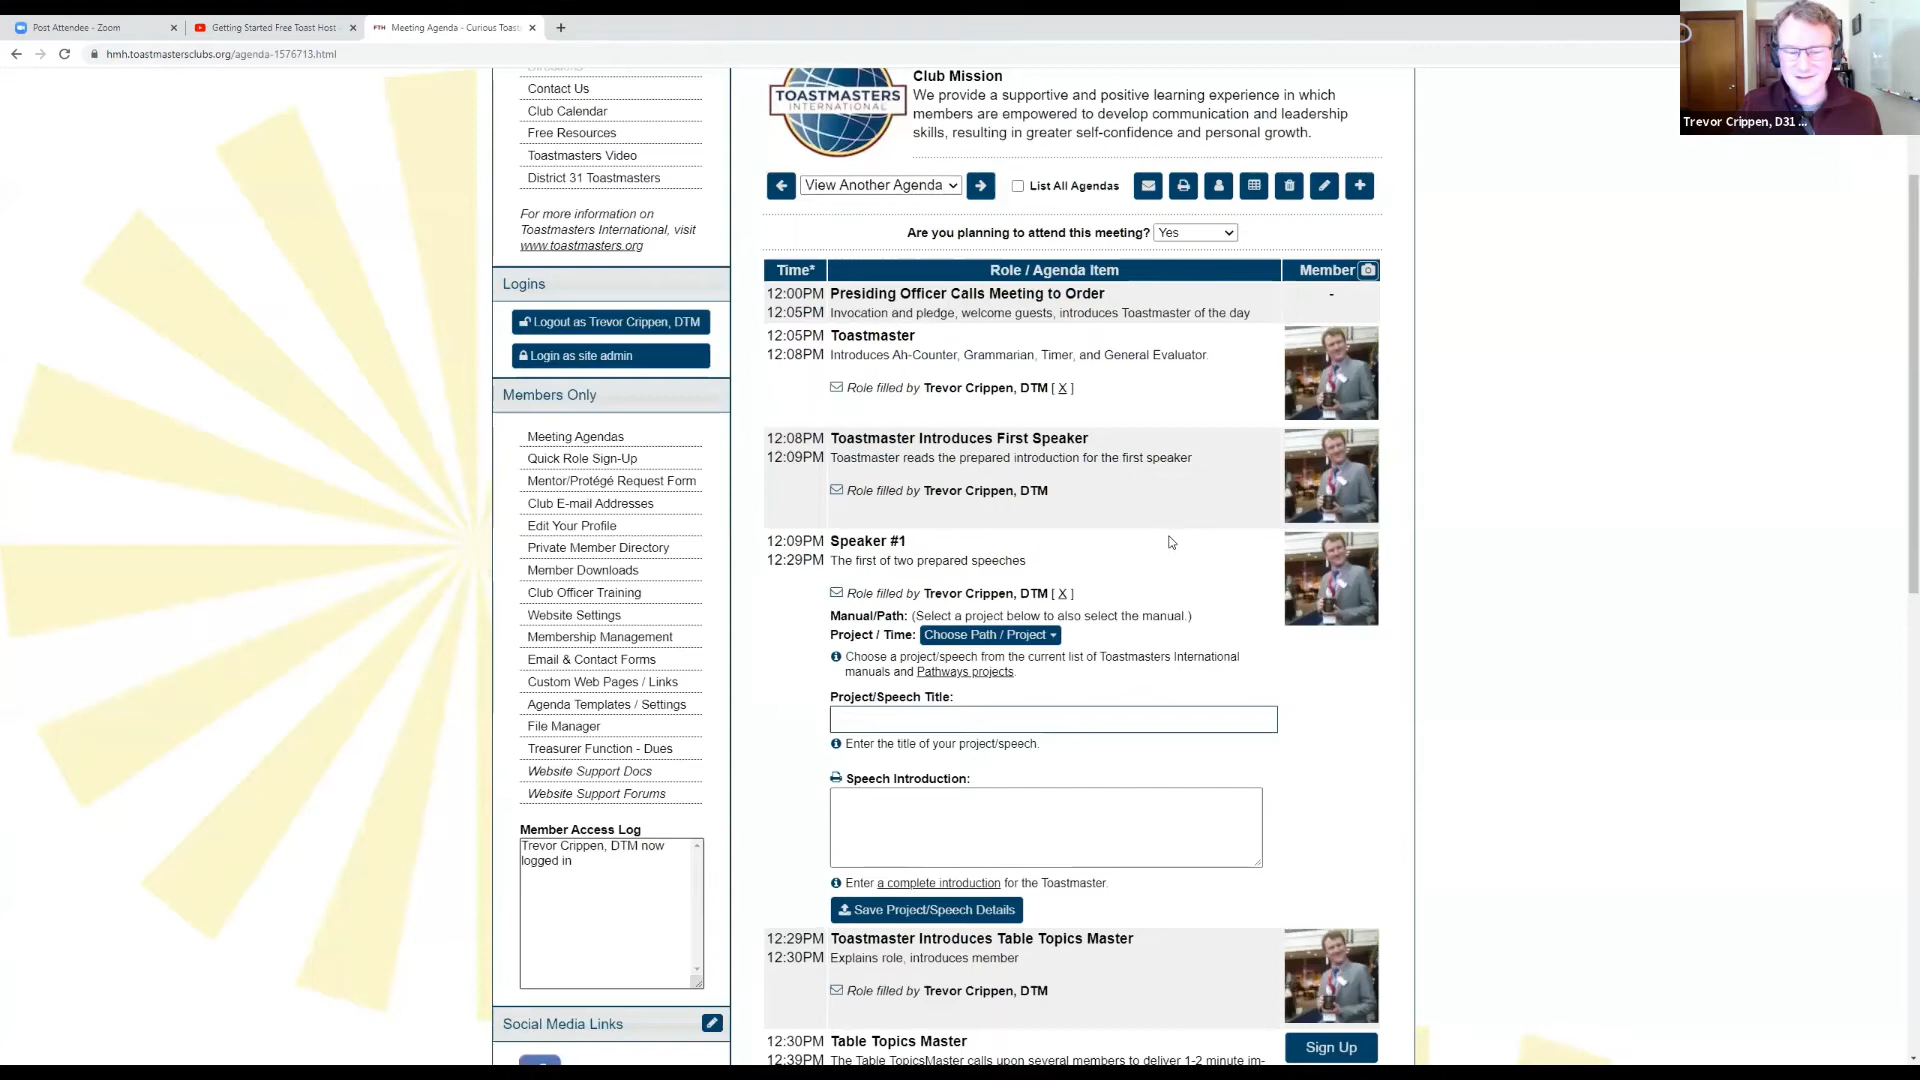 Post Attendee - Zoom
Getting Started Free Toast Host
FTH Meeting Agenda - Curious Toast
hmh.toastmastersclubs.org/agenda-1576713.html
Trevor Crippen, D31 ...
Contact Us
Club Calendar
Free Resources
Toastmasters Video
District 31 Toastmasters
For more information on
Toastmasters International, visit
www.toastmasters.org
Logins
Logout as Trevor Crippen, DTM
Login as site admin
Members Only
Meeting Agendas
Quick Role Sign-Up
Mentor/Protégé Request Form
Club E-mail Addresses
Edit Your Profile
Private Member Directory
Member Downloads
Club Officer Training
Website Settings
Membership Management
Email & Contact Forms
Custom Web Pages / Links
Agenda Templates / Settings
File Manager
Treasurer Function - Dues
Website Support Docs
Website Support Forums
Member Access Log
Trevor Crippen, DTM now
logged in
Social Media Links
TOASTMASTERS
INTERNATIONAL
Club Mission
We provide a supportive and positive learning experience in which
members are empowered to develop communication and leadership
skills, resulting in greater self-confidence and personal growth.
View Another Agenda
List All Agendas
Are you planning to attend this meeting? Yes
Time* Role / Agenda Item Member
12:00PM Presiding Officer Calls Meeting to Order -
12:05PM Invocation and pledge, welcome guests, introduces Toastmaster of the day
12:05PM Toastmaster
12:08PM Introduces Ah-Counter, Grammarian, Timer, and General Evaluator.
Role filled by Trevor Crippen, DTM [ X ]
12:08PM Toastmaster Introduces First Speaker
12:09PM Toastmaster reads the prepared introduction for the first speaker
Role filled by Trevor Crippen, DTM
12:09PM Speaker #1
12:29PM The first of two prepared speeches
Role filled by Trevor Crippen, DTM [ X ]
Manual/Path: (Select a project below to also select the manual.)
Project / Time: Choose Path / Project
Choose a project/speech from the current list of Toastmasters International
manuals and Pathways projects.
Project/Speech Title:
Enter the title of your project/speech.
Speech Introduction:
Enter a complete introduction for the Toastmaster.
Save Project/Speech Details
12:29PM Toastmaster Introduces Table Topics Master
12:30PM Explains role, introduces member
Role filled by Trevor Crippen, DTM
12:30PM Table Topics Master Sign Up
12:39PM The Table TopicsMaster calls upon several members to deliver 1-2 minute im-